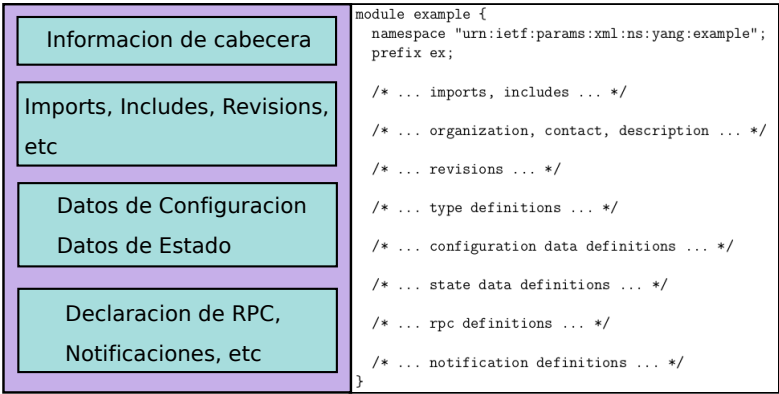 Informacion de cabecera
Imports, Includes, Revisions,
etc
Datos de Configuracion
Datos de Estado
Declaracion de RPC,
Notificaciones, etc
module example {
  namespace "urn:ietf:params:xml:ns:yang:example";
  prefix ex;
  /* ... imports, includes ... */
  /* ... organization, contact, description ... */
  /* ... revisions ... */
  /* ... type definitions ... */
  /* ... configuration data definitions ... */
  /* ... state data definitions ... */
  /* ... rpc definitions ... */
  /* ... notification definitions ... */
}